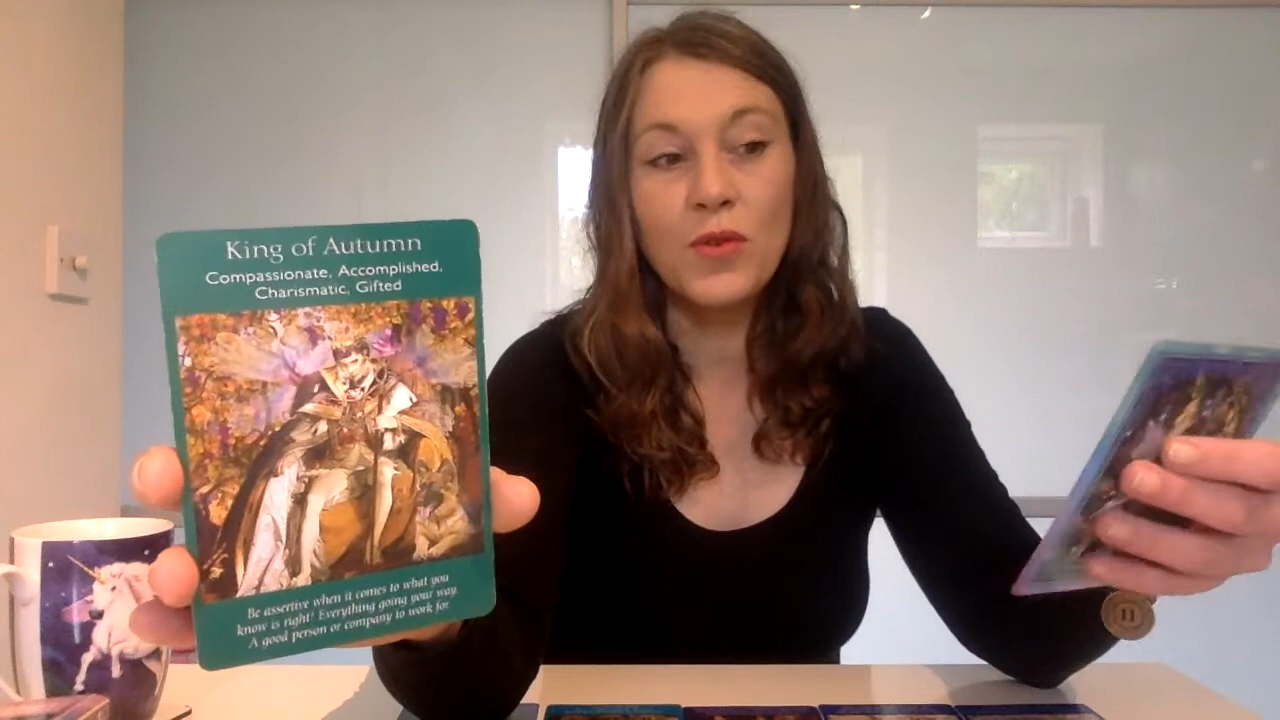 King of Autumn
Compassionate, Accomplished,
Charismatic, Gifted
Be assertive when it comes to what you
know is right! Everything going your way.
A good person or company to work for.
11